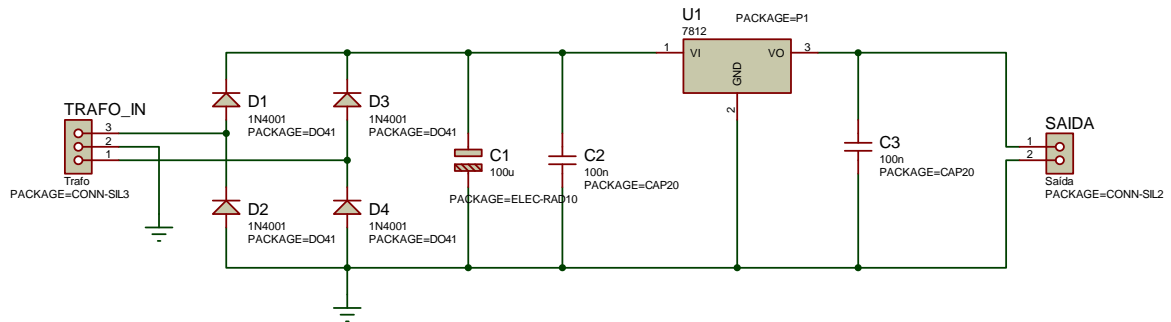 TRAFO_IN
3
2
1
Trafo
PACKAGE=CONN-SIL3
D1
1N4001
PACKAGE=DO41
D3
1N4001
PACKAGE=DO41
D2
1N4001
PACKAGE=DO41
D4
1N4001
PACKAGE=DO41
C1
100u
PACKAGE=ELEC-RAD10
C2
100n
PACKAGE=CAP20
U1
7812
PACKAGE=P1
1
VI
VO
3
GND
2
C3
100n
PACKAGE=CAP20
SAIDA
1
2
Saída
PACKAGE=CONN-SIL2